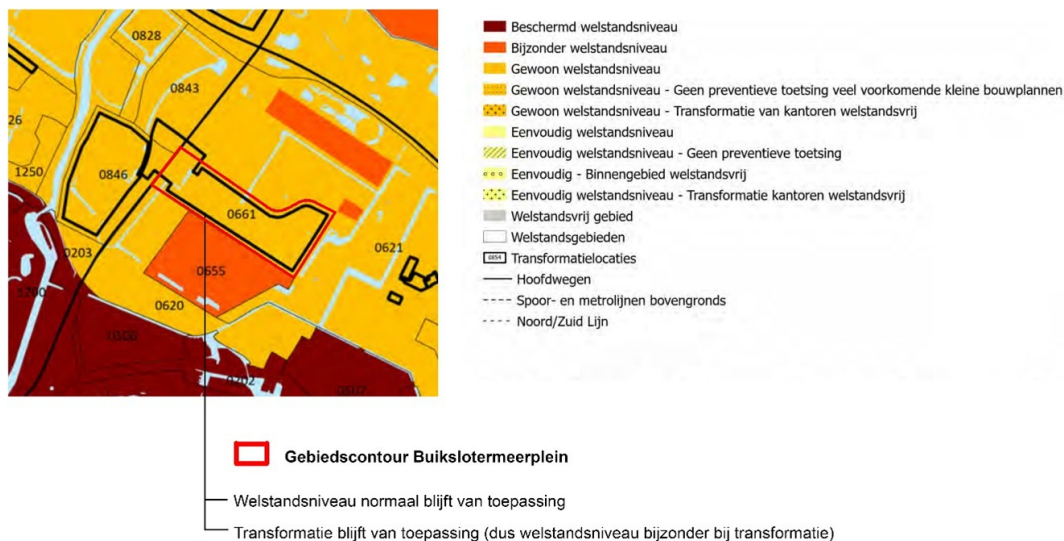 0828
0843
26
1250
0846
0661
0203
0655
0621
0620
Beschermd welstandsniveau
Bijzonder welstandsniveau
Gewoon welstandsniveau
Gewoon welstandsniveau - Geen preventieve toetsing veel voorkomende kleine bouwplannen
Gewoon welstandsniveau - Transformatie van kantoren welstandsvrij
Eenvoudig welstandsniveau
Eenvoudig welstandsniveau - Geen preventieve toetsing
Eenvoudig - Binnengebied welstandsvrij
Eenvoudig welstandsniveau - Transformatie kantoren welstandsvrij
Welstandsvrij gebied
Welstandsgebieden
0854 Transformatielocaties
Hoofdwegen
Spoor- en metrolijnen bovengronds
Noord/Zuid Lijn
Gebiedscontour Buikslotermeerplein
Welstandsniveau normaal blijft van toepassing
Transformatie blijft van toepassing (dus welstandsniveau bijzonder bij transformatie)